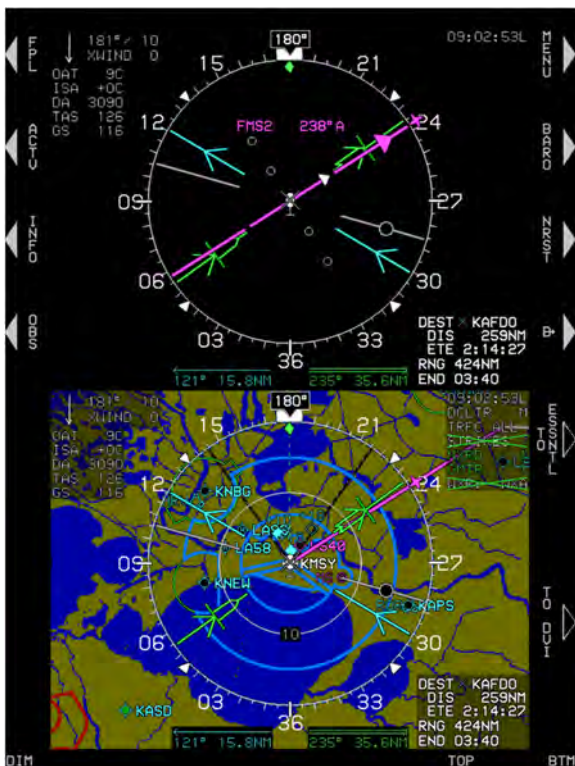 FPL
ACTV
INFO
OBS
MENU
BARO
NRST
181°/ 10
XWIND 0
OAT 9C
ISA +0C
DA 3090
TAS 126
GS 116
180°
09:02:53L
12
15
21
24
09
27
06
30
03
33
36
FMS2 238°A
DEST KAFDO
DIS 259NM
ETE 2:14:27
RNG 424NM
END 03:40
121° 15.8NM
235° 35.6NM
181° 10
XWIND 0
OAT 9C
ISA +0C
DA 3090
TAS 126
GS 116
180°
09:02:53L
DCLTR M
TRFC ALL
ESSNTL
TO
TO DVI
12
15
21
24
09
27
06
30
03
33
36
KNBG
LA58
KMSY
KNEW
KAPS
KASD
10
DEST KAFDO
DIS 259NM
ETE 2:14:27
RNG 424NM
END 03:40
121° 15.8NM
235° 35.6NM
DIM
TOP
BTM